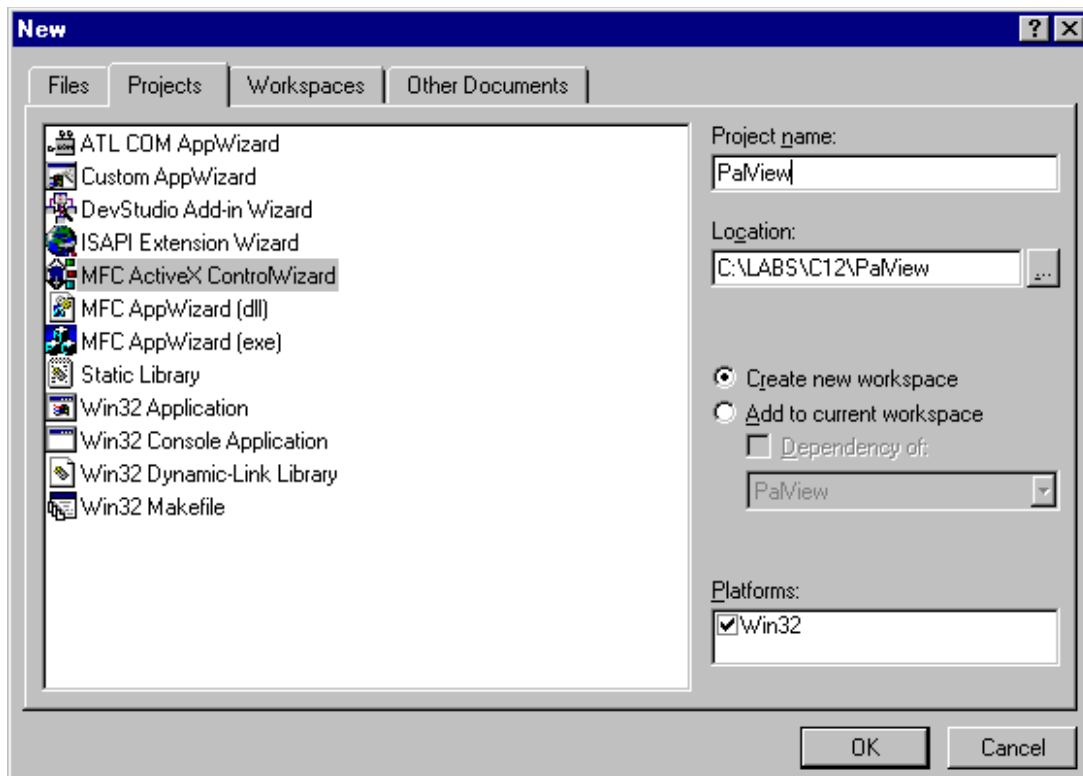 New
Files Projects Workspaces Other Documents
ATL COM AppWizard
Custom AppWizard
DevStudio Add-in Wizard
ISAPI Extension Wizard
MFC ActiveX ControlWizard
MFC AppWizard (dll)
MFC AppWizard (exe)
Static Library
Win32 Application
Win32 Console Application
Win32 Dynamic-Link Library
Win32 Makefile
Project name:
PalView
Location:
C:\LABS\C12\PalView
...
Create new workspace
Add to current workspace
Dependency of:
PalView
Platforms:
Win32
OK Cancel